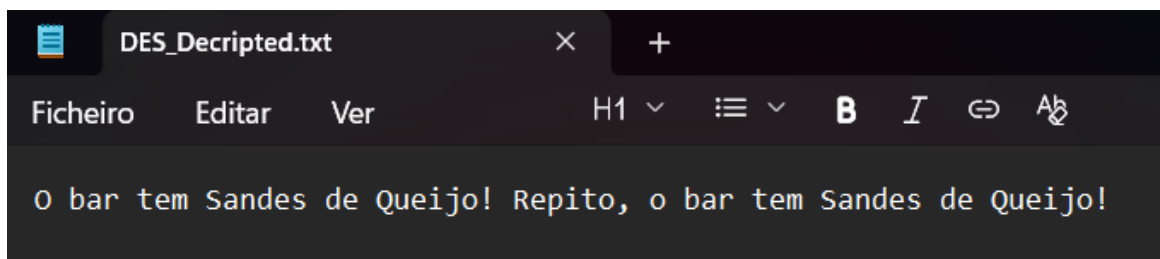 DES_Decripted.txt
Ficheiro Editar Ver H1 B I
O bar tem Sandes de Queijo! Repito, o bar tem Sandes de Queijo!